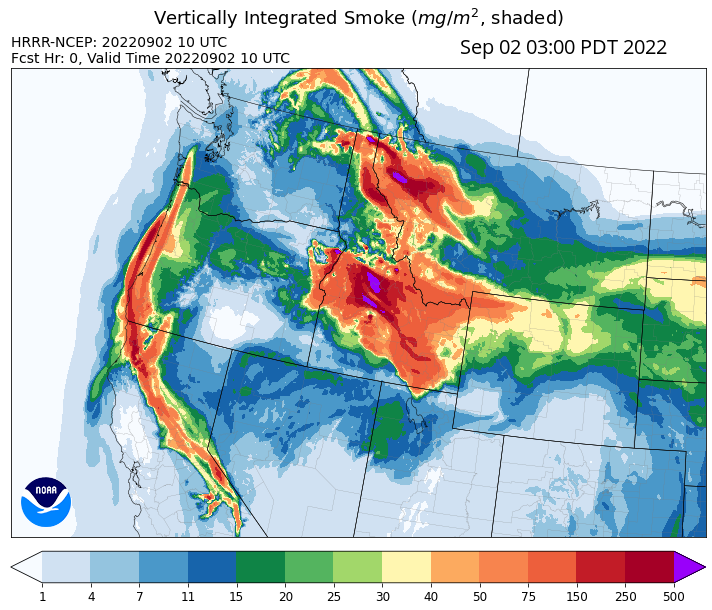 Vertically Integrated Smoke (mg/m², shaded)
HRRR-NCEP: 20220902 10 UTC
Sep 02 03:00 PDT 2022
Fcst Hr: 0, Valid Time 20220902 10 UTC
NOAA
1 4 7 11 15 20 25 30 40 50 75 150 250 500